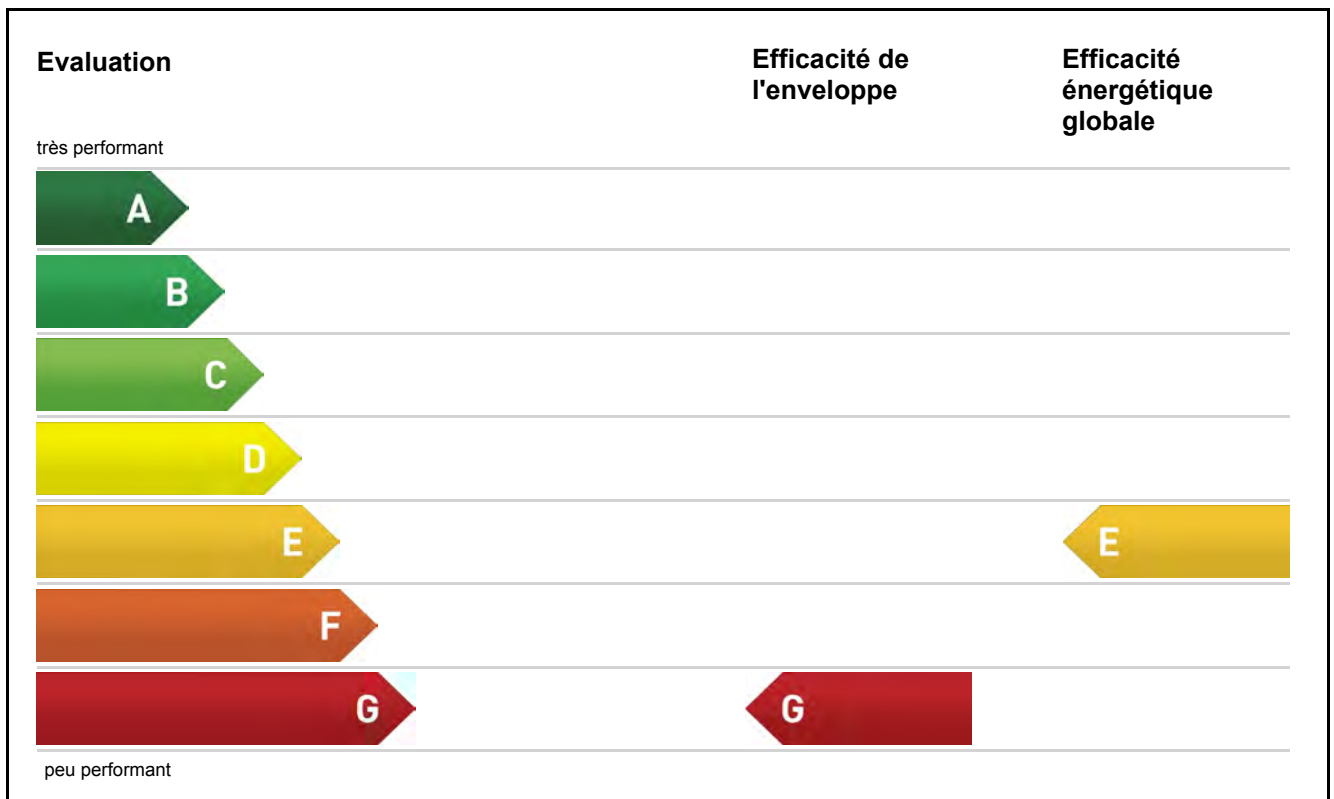 Evaluation
Efficacité de
l'enveloppe
Efficacité
énergétique
globale
très performant
A
B
C
D
E
E
F
G
G
peu performant